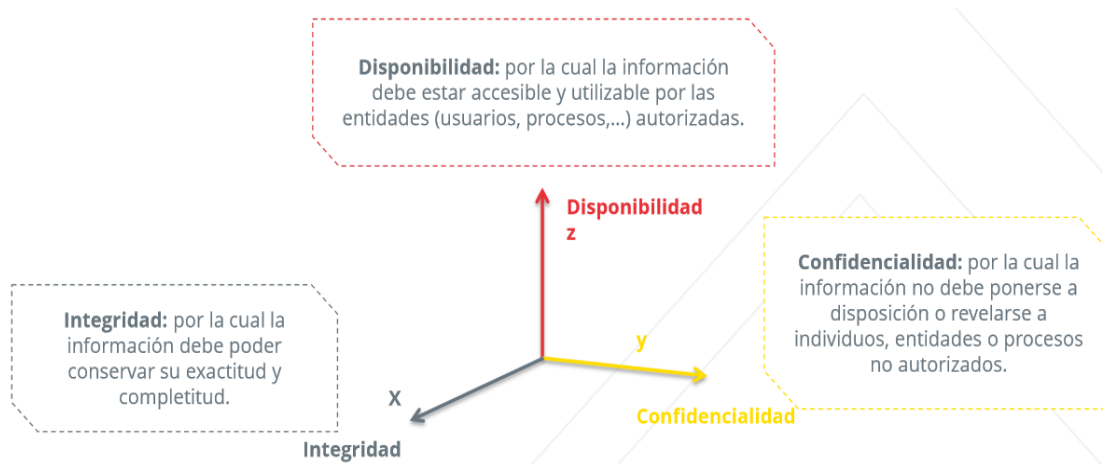 Disponibilidad: por la cual la información
debe estar accesible y utilizable por las
entidades (usuarios, procesos,...) autorizadas.
Disponibilidad
z
Confidencialidad: por la cual la
información no debe ponerse a
disposición o revelarse a
individuos, entidades o procesos
no autorizados.
Integridad: por la cual la
información debe poder
conservar su exactitud y
completitud.
y
X
Confidencialidad
Integridad